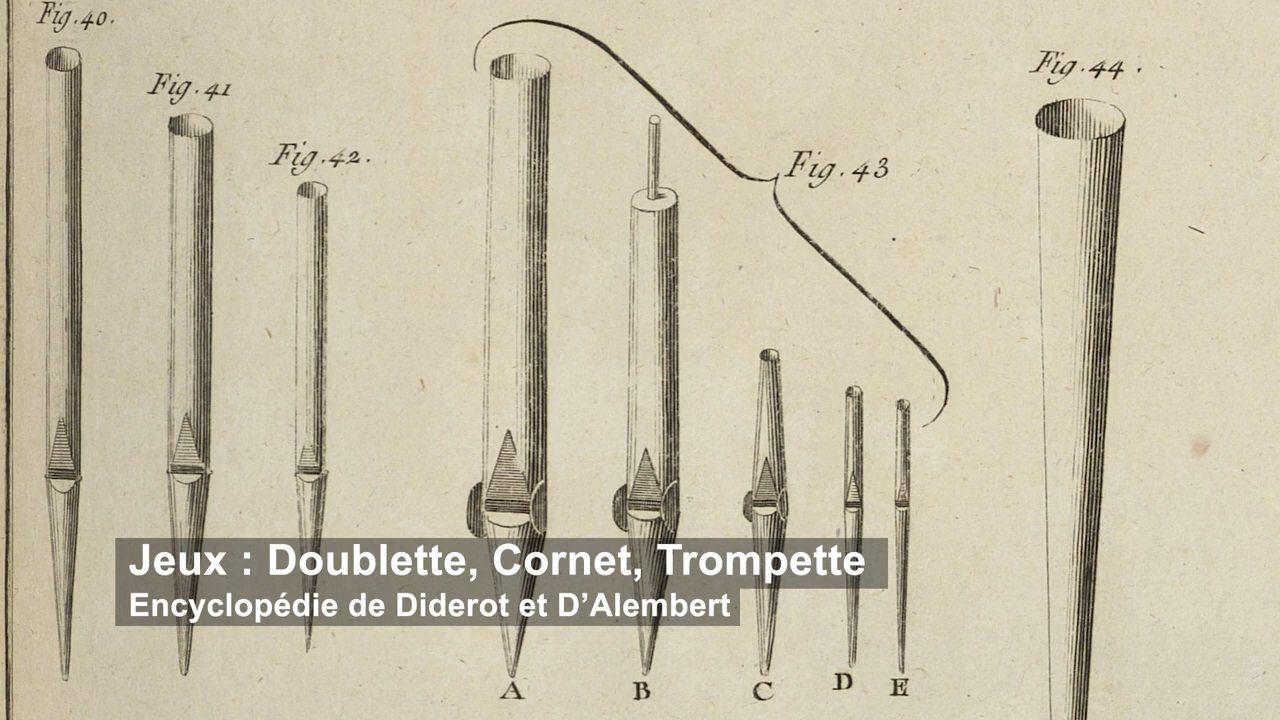 Fig. 40.
Fig. 41
Fig. 42.
Fig. 43
Fig. 44.
Jeux : Doublette, Cornet, Trompette
Encyclopédie de Diderot et D’Alembert
A B C D E